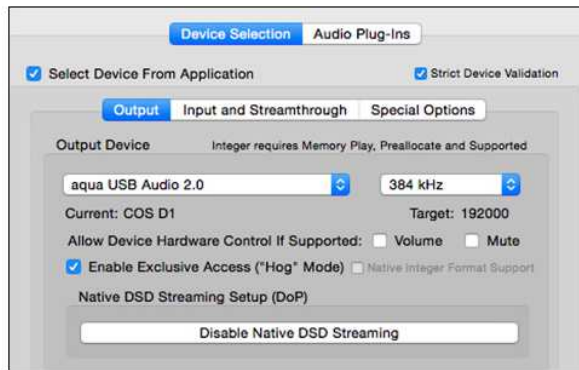 Device Selection Audio Plug-Ins
Select Device From Application Strict Device Validation
Output Input and Streamthrough Special Options
Output Device Integer requires Memory Play, Preallocate and Supported
aqua USB Audio 2.0 384 kHz
Current: COS D1 Target: 192000
Allow Device Hardware Control If Supported: Volume Mute
Enable Exclusive Access ("Hog" Mode) Native Integer Format Support
Native DSD Streaming Setup (DoP)
Disable Native DSD Streaming